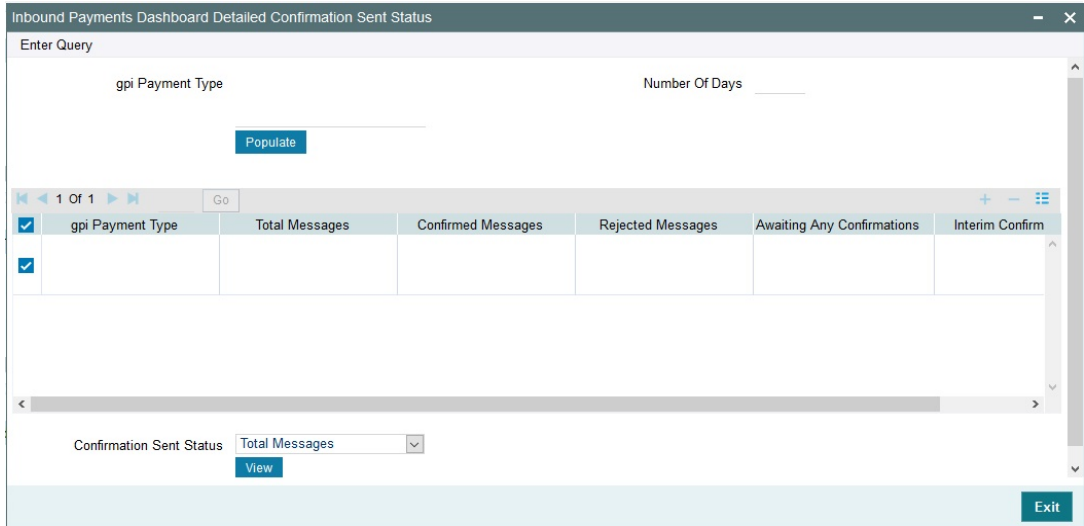 Inbound Payments Dashboard Detailed Confirmation Sent Status
Enter Query
gpi Payment Type Number Of Days
Populate
1 Of 1 Go
gpi Payment Type Total Messages Confirmed Messages Rejected Messages Awaiting Any Confirmations Interim Confirm
Confirmation Sent Status Total Messages
View
Exit